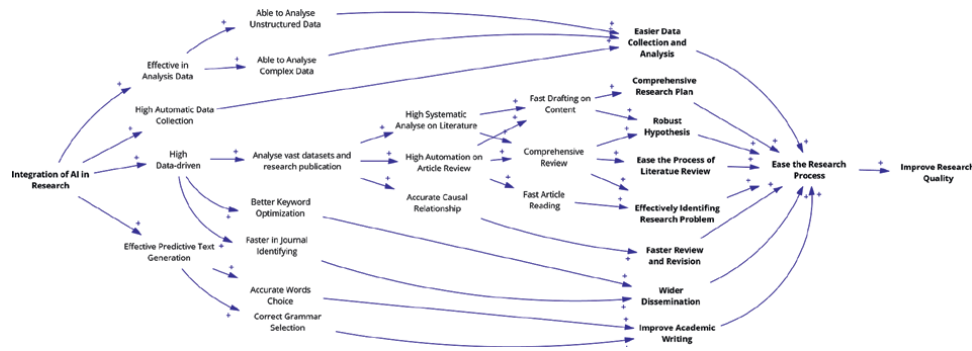 Able to Analyse
Unstructured Data
Effective in
Analysis Data
Able to Analyse
Complex Data
High Automatic Data
Collection
Integration of AI in
Research
High
Data-driven
Analyse vast datasets and
research publication
High Systematic
Analyse on Literature
High Automation on
Article Review
Accurate Causal
Relationship
Better Keyword
Optimization
Faster in Journal
Identifying
Effective Predictive Text
Generation
Accurate Words
Choice
Correct Grammar
Selection
Fast Drafting on
Content
Comprehensive
Review
Fast Article
Reading
Easier Data
Collection and
Analysis
Comprehensive
Research Plan
Robust
Hypothesis
Ease the Process of
Literatue Review
Effectively Identifing
Research Problem
Faster Review
and Revision
Wider
Dissemination
Improve Academic
Writing
Ease the Research
Process
Improve Research
Quality